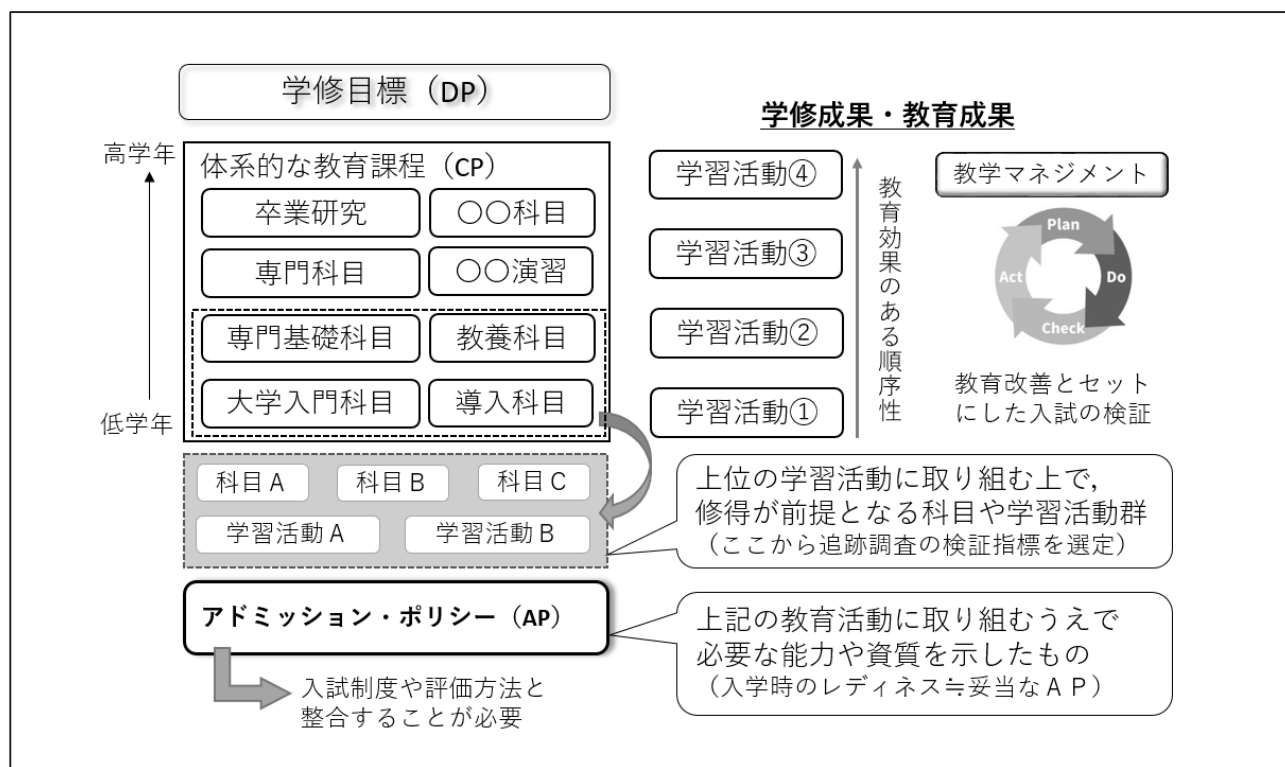 学修目標（DP）
高学年
低学年
体系的な教育課程（CP）
卒業研究
〇〇科目
専門科目
〇〇演習
専門基礎科目
教養科目
大学入門科目
導入科目
学修成果・教育成果
学習活動④
学習活動③
学習活動②
学習活動①
教育効果のある順序性
教学マネジメント
Plan
Do
Check
Act
教育改善とセット
にした入試の検証
科目Ａ
科目Ｂ
科目Ｃ
学習活動Ａ
学習活動Ｂ
上位の学習活動に取り組む上で，
修得が前提となる科目や学習活動群
（ここから追跡調査の検証指標を選定）
アドミッション・ポリシー（AP）
上記の教育活動に取り組むうえで
必要な能力や資質を示したもの
（入学時のレディネス≒妥当なＡＰ）
入試制度や評価方法と
整合することが必要